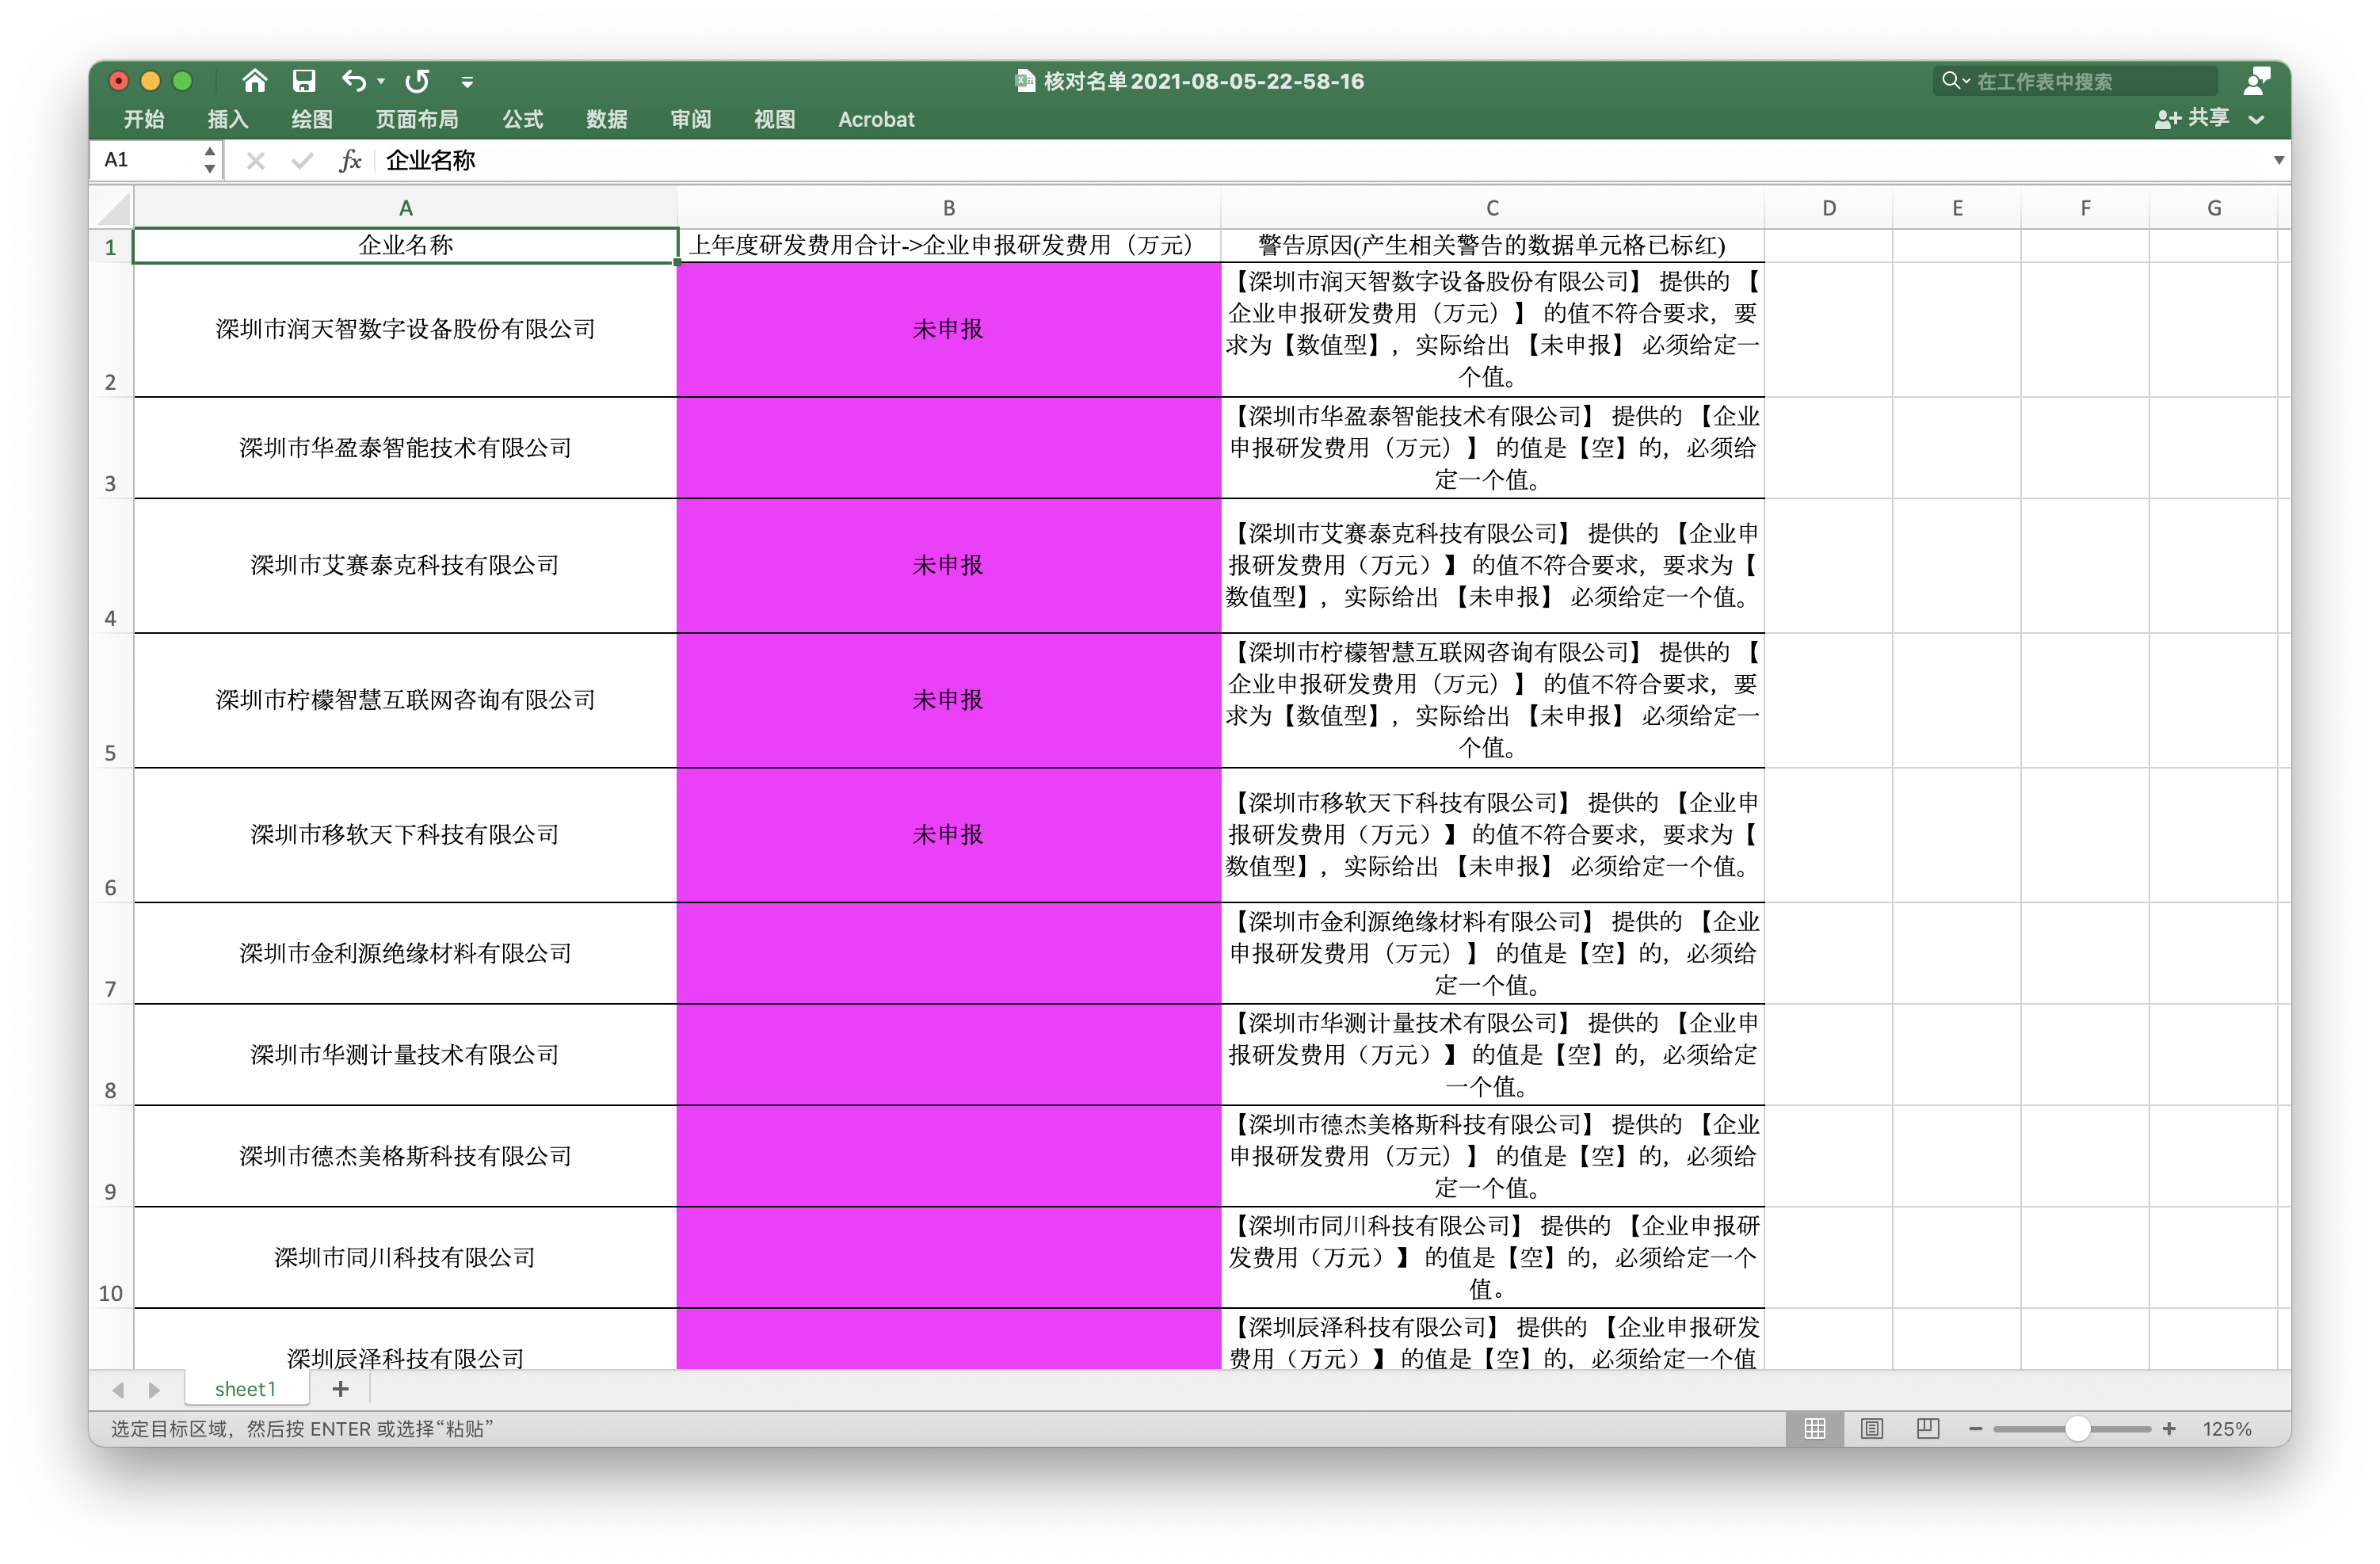 核对名单2021-08-05-22-58-16
在工作表中搜索
开始 插入 绘图 页面布局 公式 数据 审阅 视图 Acrobat
共享
A1 fx 企业名称
A B C D E F G
1 企业名称 上年度研发费用合计->企业申报研发费用（万元） 警告原因(产生相关警告的数据单元格已标红)
2 深圳市润天智数字设备股份有限公司 未申报
【深圳市润天智数字设备股份有限公司】 提供的 【
企业申报研发费用（万元）】 的值不符合要求，要
求为【数值型】，实际给出 【未申报】 必须给定一
个值。
3 深圳市华盈泰智能技术有限公司
【深圳市华盈泰智能技术有限公司】 提供的 【企业
申报研发费用（万元）】 的值是【空】的，必须给
定一个值。
4 深圳市艾赛泰克科技有限公司 未申报
【深圳市艾赛泰克科技有限公司】 提供的 【企业申
报研发费用（万元）】 的值不符合要求，要求为【
数值型】，实际给出 【未申报】 必须给定一个值。
5 深圳市柠檬智慧互联网咨询有限公司 未申报
【深圳市柠檬智慧互联网咨询有限公司】 提供的 【
企业申报研发费用（万元）】 的值不符合要求，要
求为【数值型】，实际给出 【未申报】 必须给定一
个值。
6 深圳市移软天下科技有限公司 未申报
【深圳市移软天下科技有限公司】 提供的 【企业申
报研发费用（万元）】 的值不符合要求，要求为【
数值型】，实际给出 【未申报】 必须给定一个值。
7 深圳市金利源绝缘材料有限公司
【深圳市金利源绝缘材料有限公司】 提供的 【企业
申报研发费用（万元）】 的值是【空】的，必须给
定一个值。
8 深圳市华测计量技术有限公司
【深圳市华测计量技术有限公司】 提供的 【企业申
报研发费用（万元）】 的值是【空】的，必须给定
一个值。
9 深圳市德杰美格斯科技有限公司
【深圳市德杰美格斯科技有限公司】 提供的 【企业
申报研发费用（万元）】 的值是【空】的，必须给
定一个值。
10 深圳市同川科技有限公司
【深圳市同川科技有限公司】 提供的 【企业申报研
发费用（万元）】 的值是【空】的，必须给定一个
值。
深圳辰泽科技有限公司
【深圳辰泽科技有限公司】 提供的 【企业申报研发
费用（万元）】 的值是【空】的，必须给定一个值
sheet1
选定目标区域，然后按 ENTER 或选择“粘贴”
125%